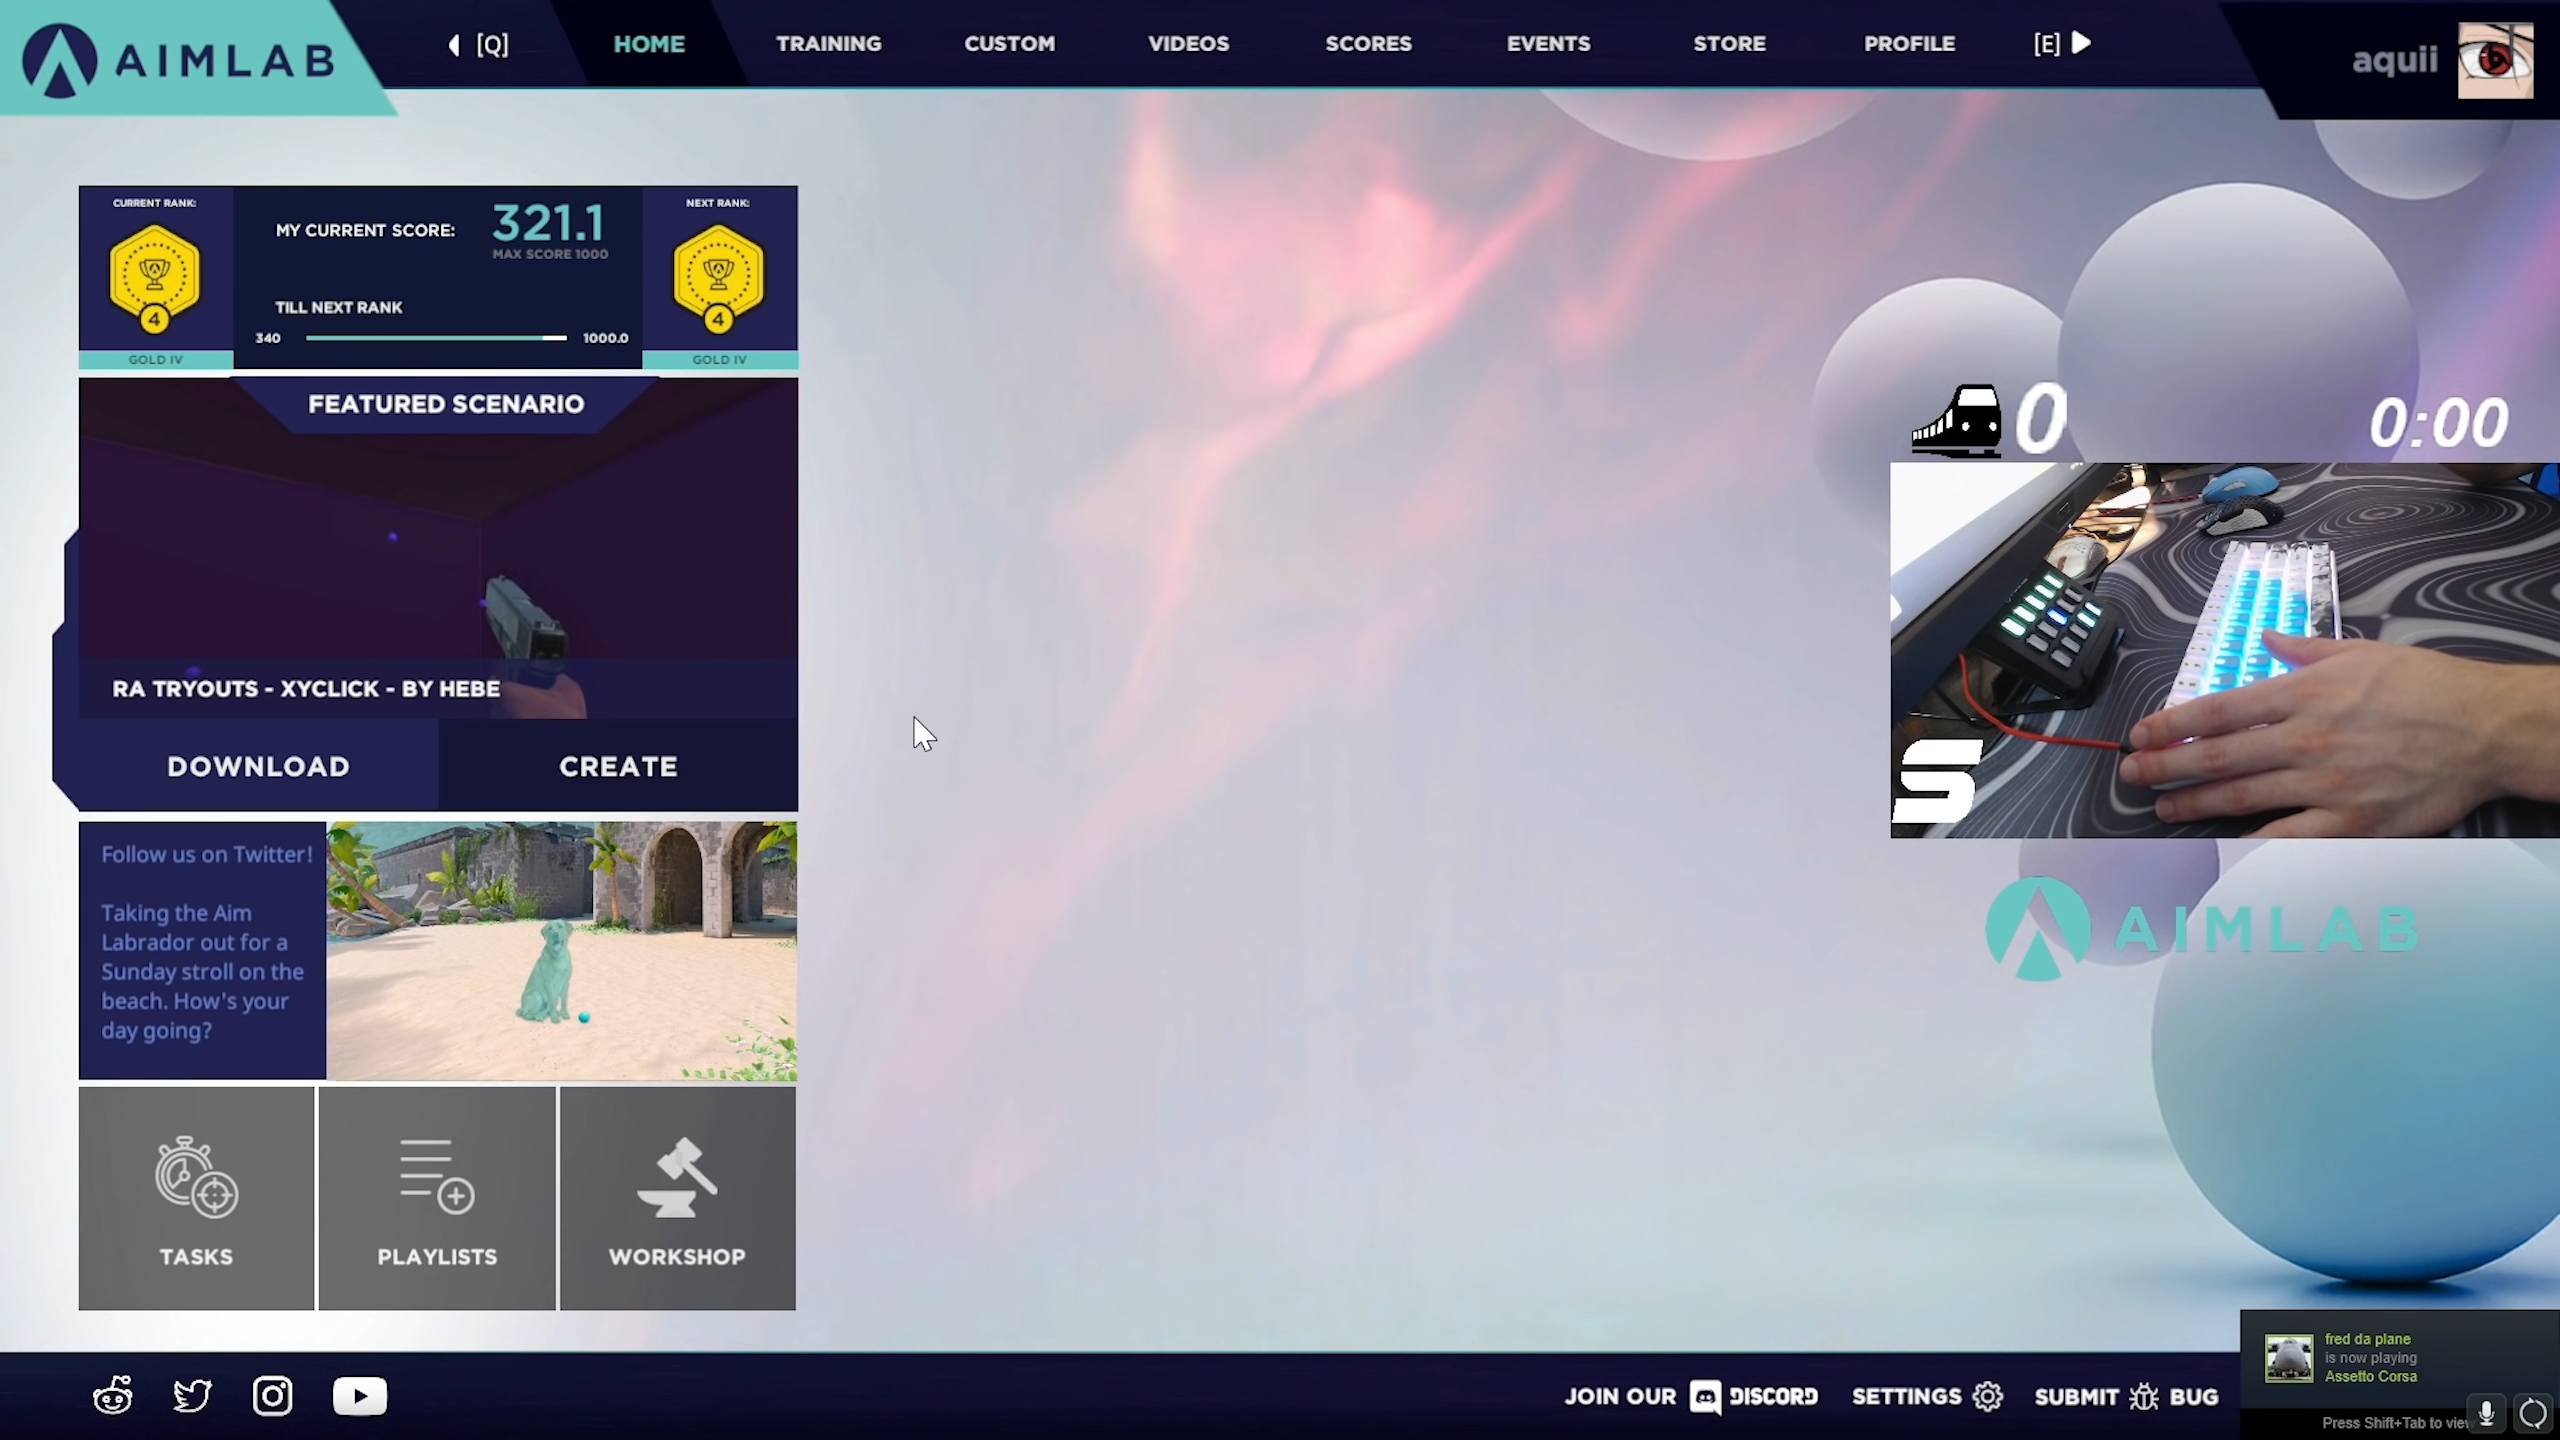 AIMLAB
[Q]
HOME
TRAINING
CUSTOM
VIDEOS
SCORES
EVENTS
STORE
PROFILE
[E]
aquii
CURRENT RANK:
4
GOLD IV
MY CURRENT SCORE:
321.1
MAX SCORE 1000
TILL NEXT RANK
340
1000.0
NEXT RANK:
4
GOLD IV
FEATURED SCENARIO
RA TRYOUTS - XYCLICK - BY HEBE
DOWNLOAD
CREATE
Follow us on Twitter!
Taking the Aim
Labrador out for a
Sunday stroll on the
beach. How's your
day going?
TASKS
PLAYLISTS
WORKSHOP
0
0:00
S
AIMLAB
JOIN OUR DISCORD
SETTINGS
SUBMIT BUG
fred da plane
is now playing
Assetto Corsa
Press Shift+Tab to view